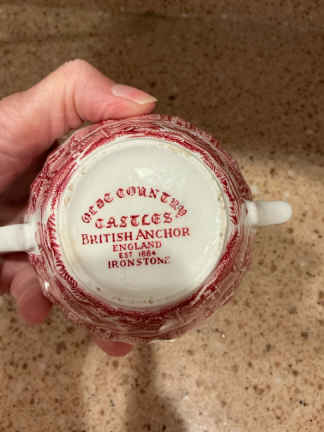 OLDE COUNTRY
CASTLES
BRITISH ANCHOR
ENGLAND
EST 1884
IRONSTONE